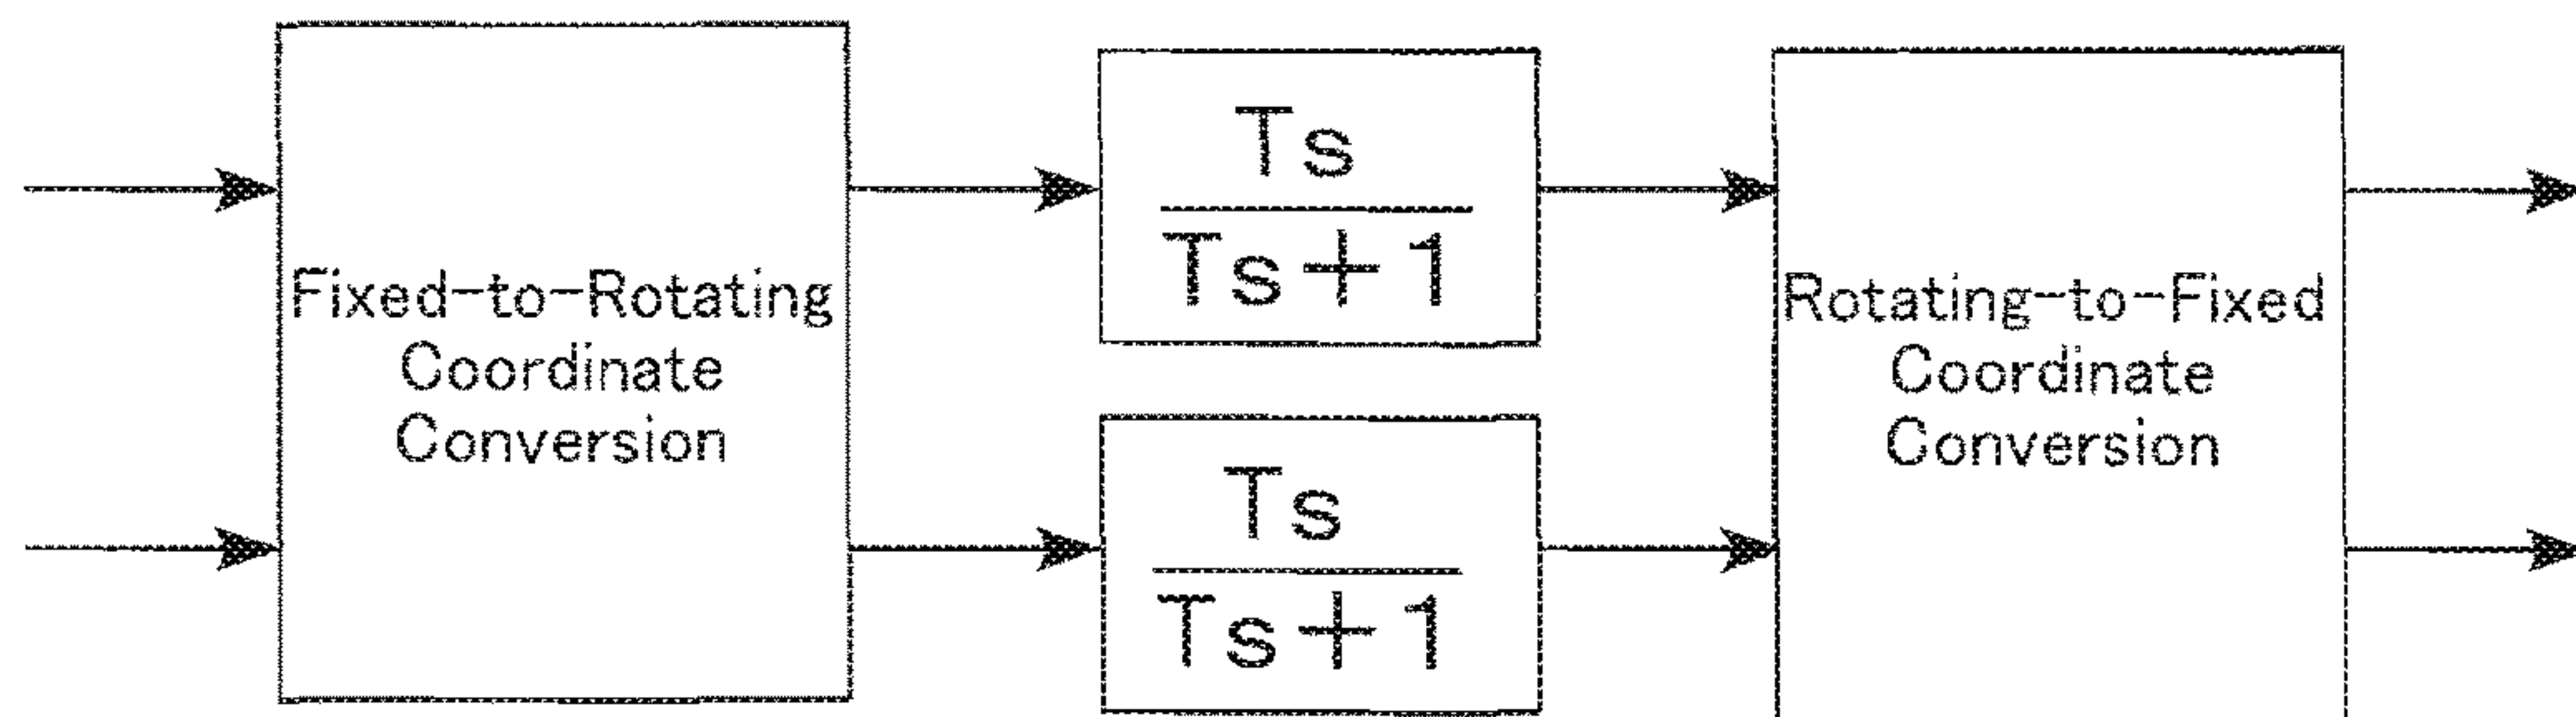 Fixed-to-Rotating
Coordinate
Conversion
Ts
Ts+1
Ts
Ts+1
Rotating-to-Fixed
Coordinate
Conversion